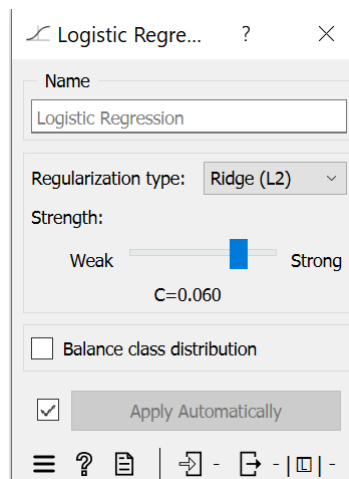 Logistic Regre... ? ×
Name
Logistic Regression
Regularization type: Ridge (L2)
Strength:
Weak Strong
C=0.060
Balance class distribution
Apply Automatically
? - - | | -